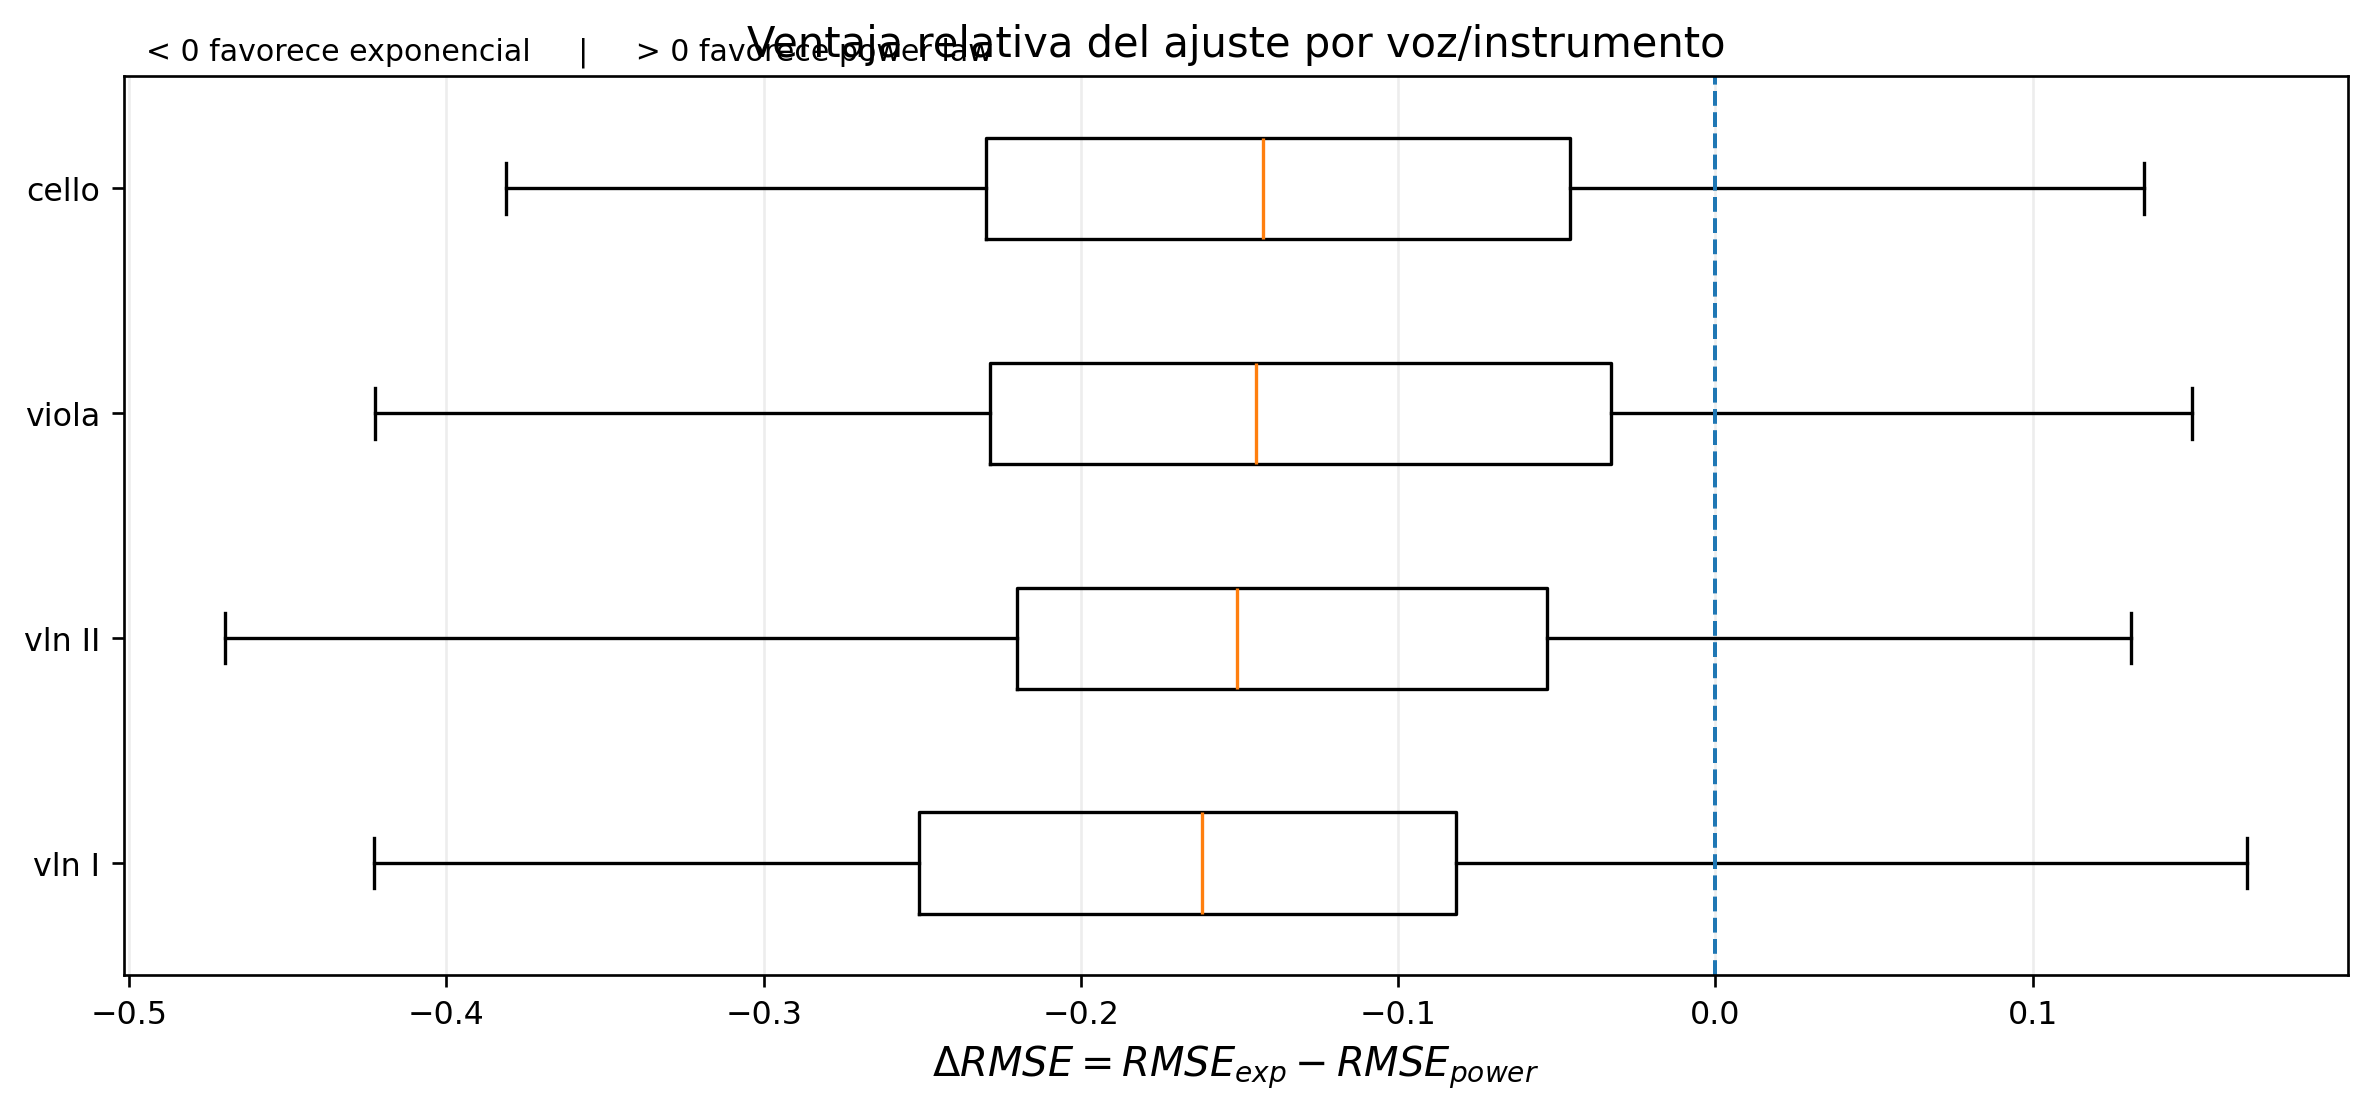 Ventaja relativa del ajuste por voz/instrumento
< 0 favorece exponencial | > 0 favorece power law
cello
viola
vln II
vln I
−0.5 −0.4 −0.3 −0.2 −0.1 0.0 0.1
ΔRMSE = RMSE_exp − RMSE_power